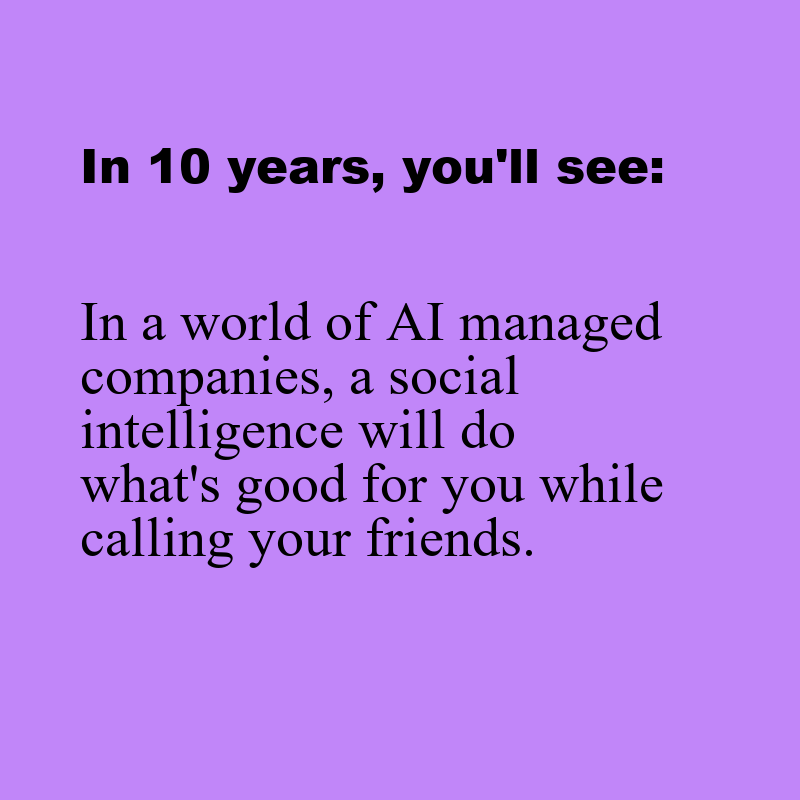 In 10 years, you'll see:
In a world of AI managed
companies, a social
intelligence will do
what's good for you while
calling your friends.